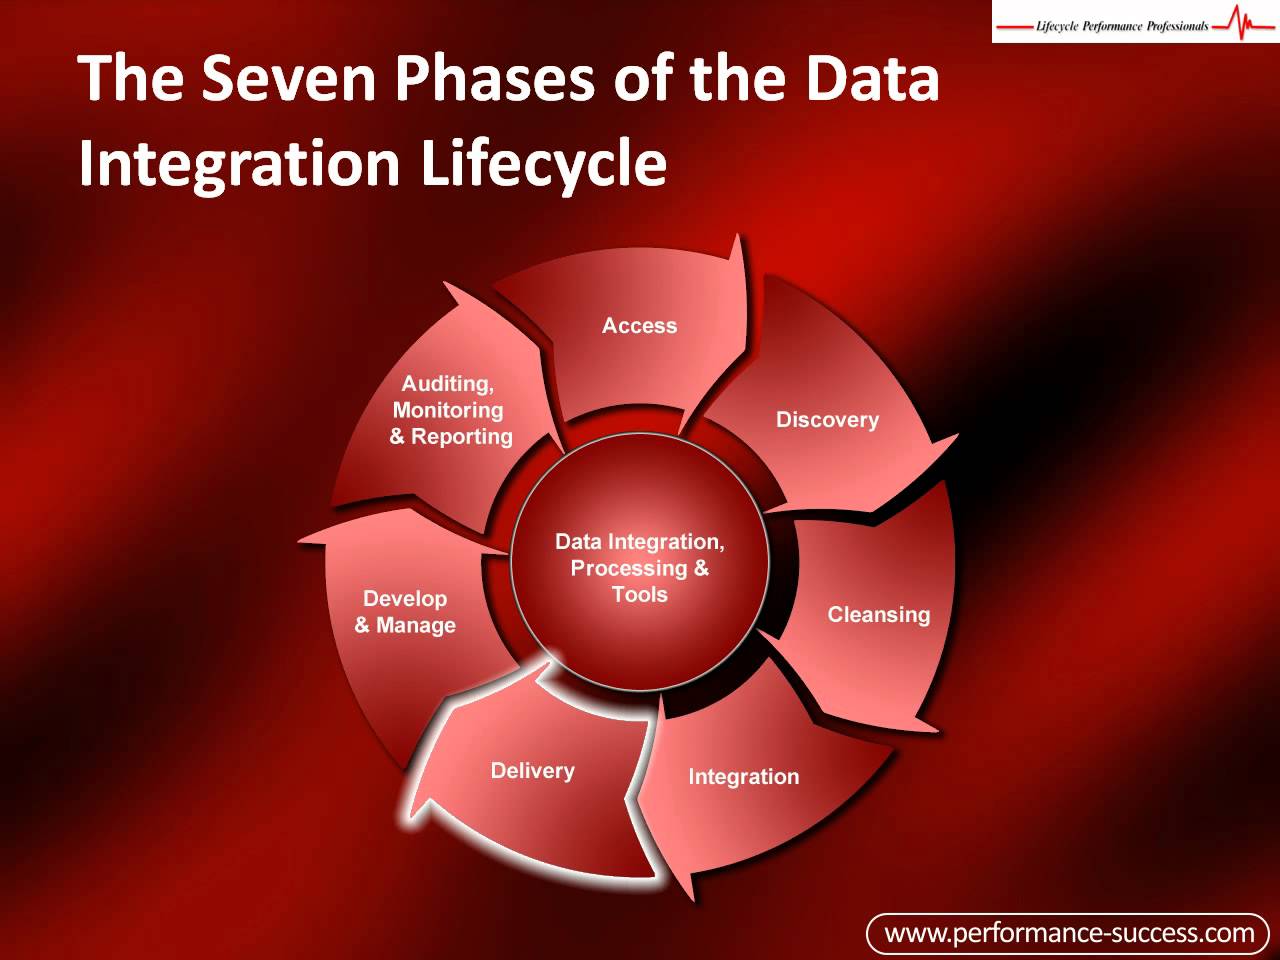 Lifecycle Performance Professionals
The Seven Phases of the Data
Integration Lifecycle
Access
Discovery
Cleansing
Integration
Delivery
Develop
& Manage
Auditing,
Monitoring
& Reporting
Data Integration,
Processing &
Tools
www.performance-success.com